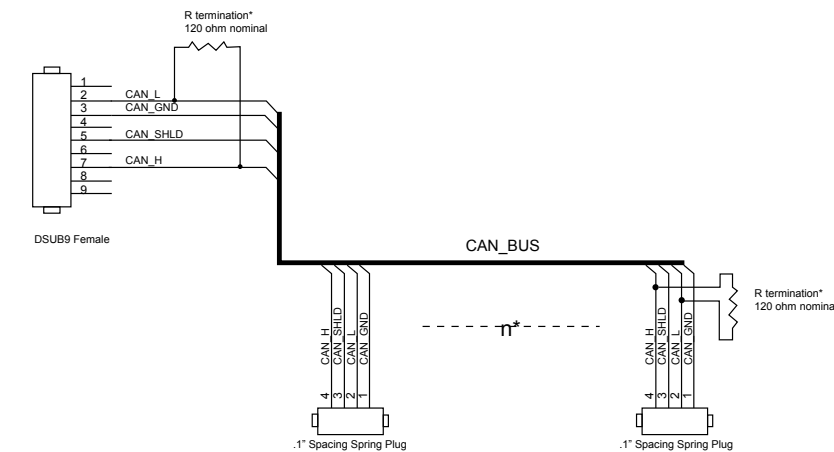 R termination*
120 ohm nominal
1
2
3
4
5
6
7
8
9
CAN_L
CAN_GND
CAN_SHLD
CAN_H
DSUB9 Female
CAN_BUS
R termination*
120 ohm nomina
n*
CAN_H
CAN_SHLD
CAN_L
CAN_GND
4
3
2
1
.1" Spacing Spring Plug
CAN_H
CAN_SHLD
CAN_L
CAN_GND
4
3
2
1
.1" Spacing Spring Plug